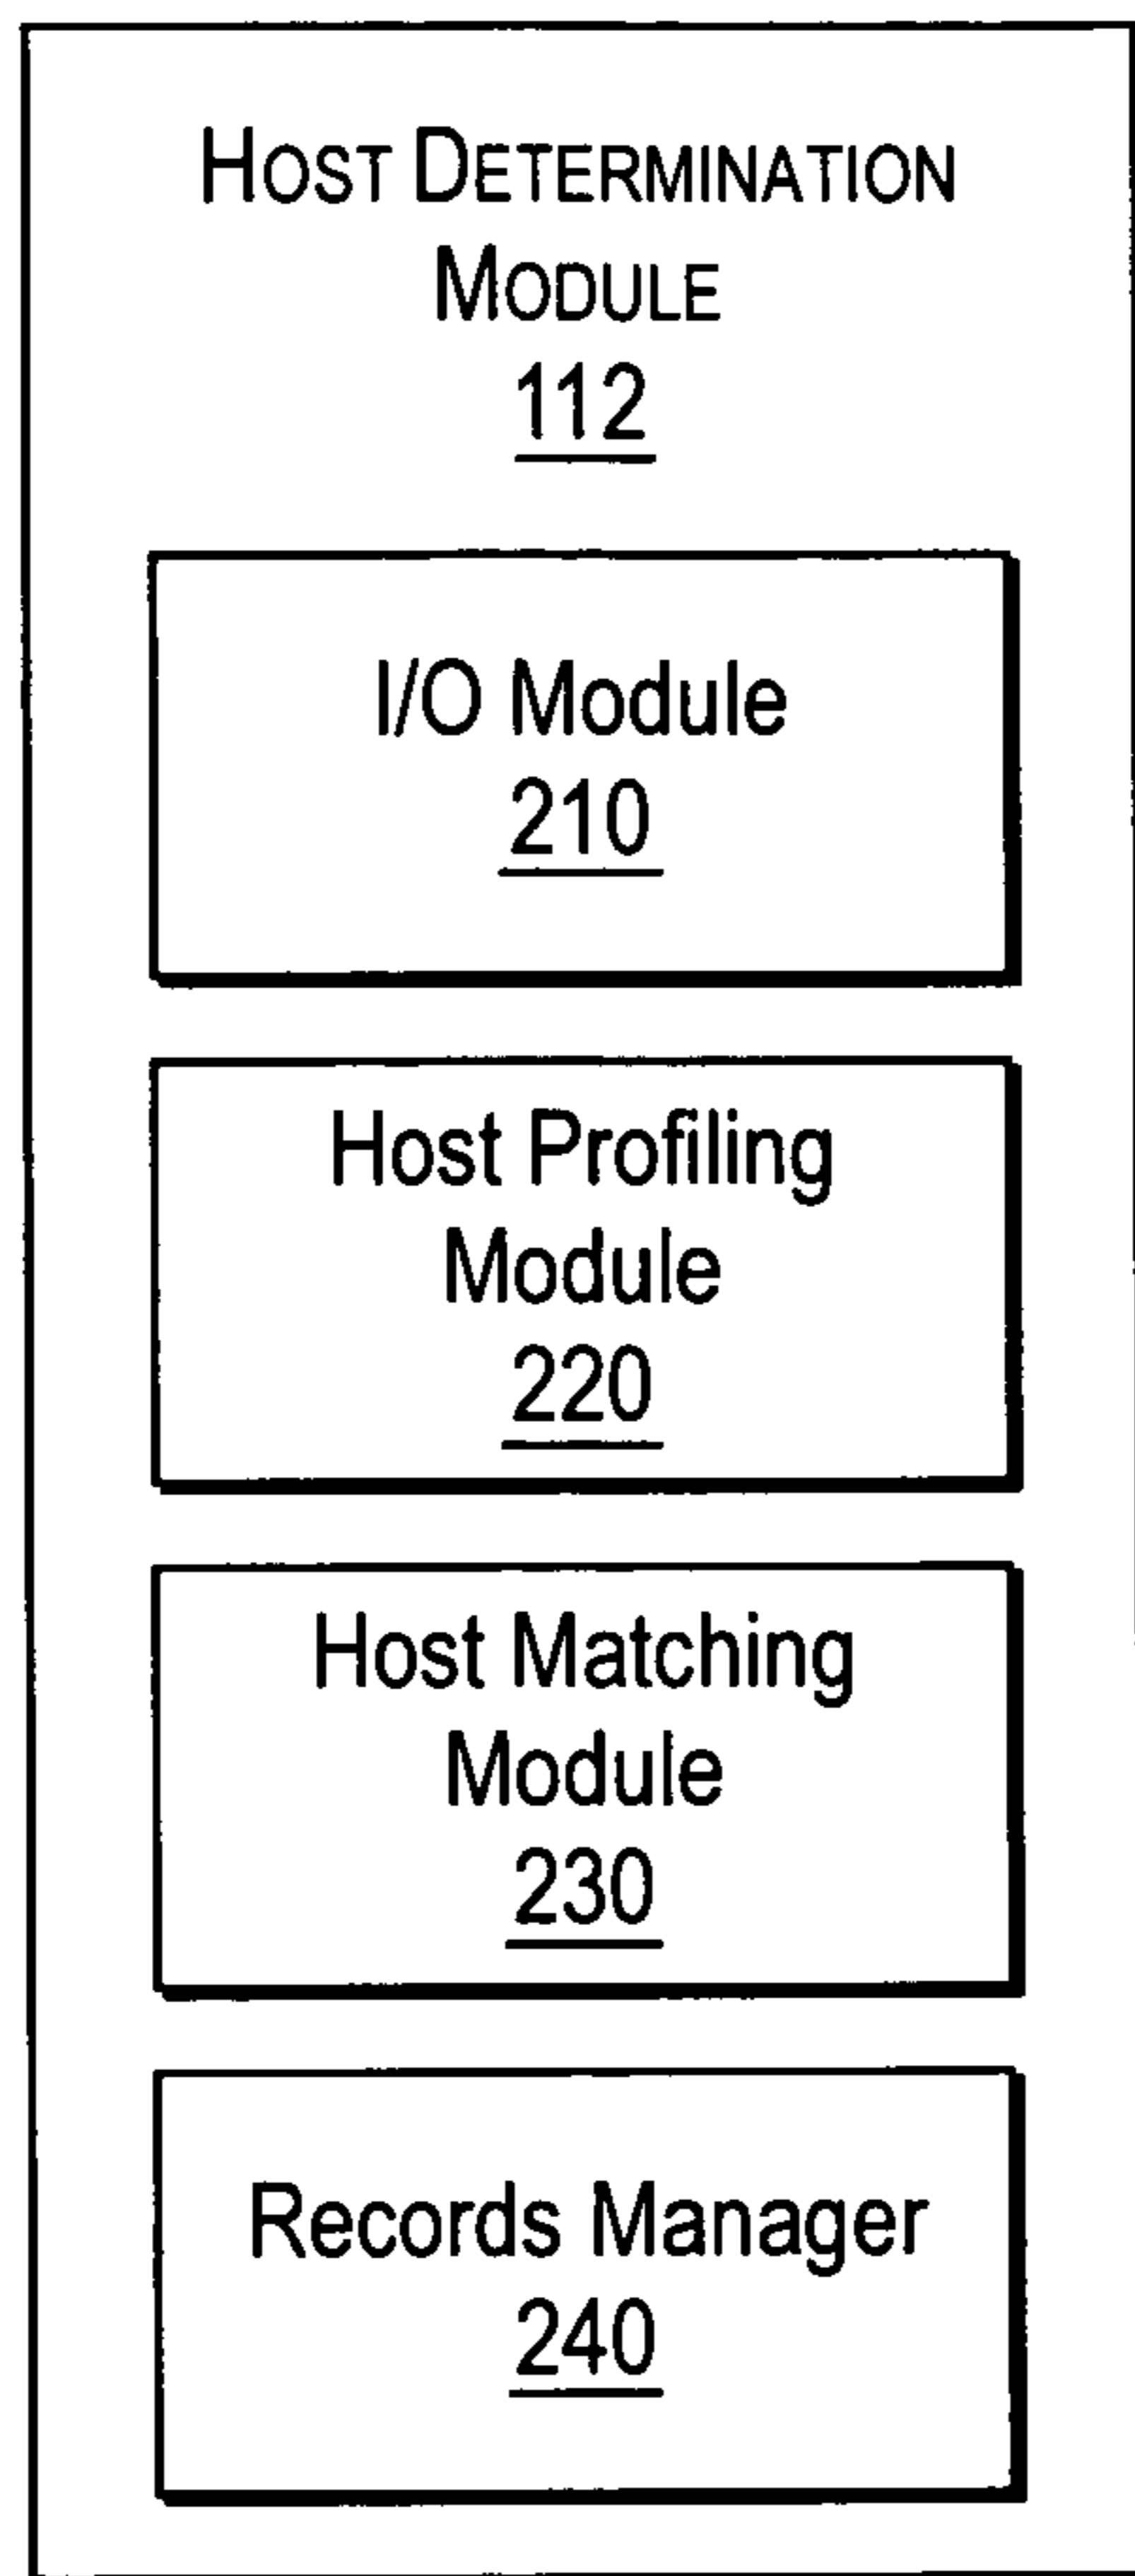 HOST DETERMINATION
MODULE
112
I/O Module
210
Host Profiling
Module
220
Host Matching
Module
230
Records Manager
240